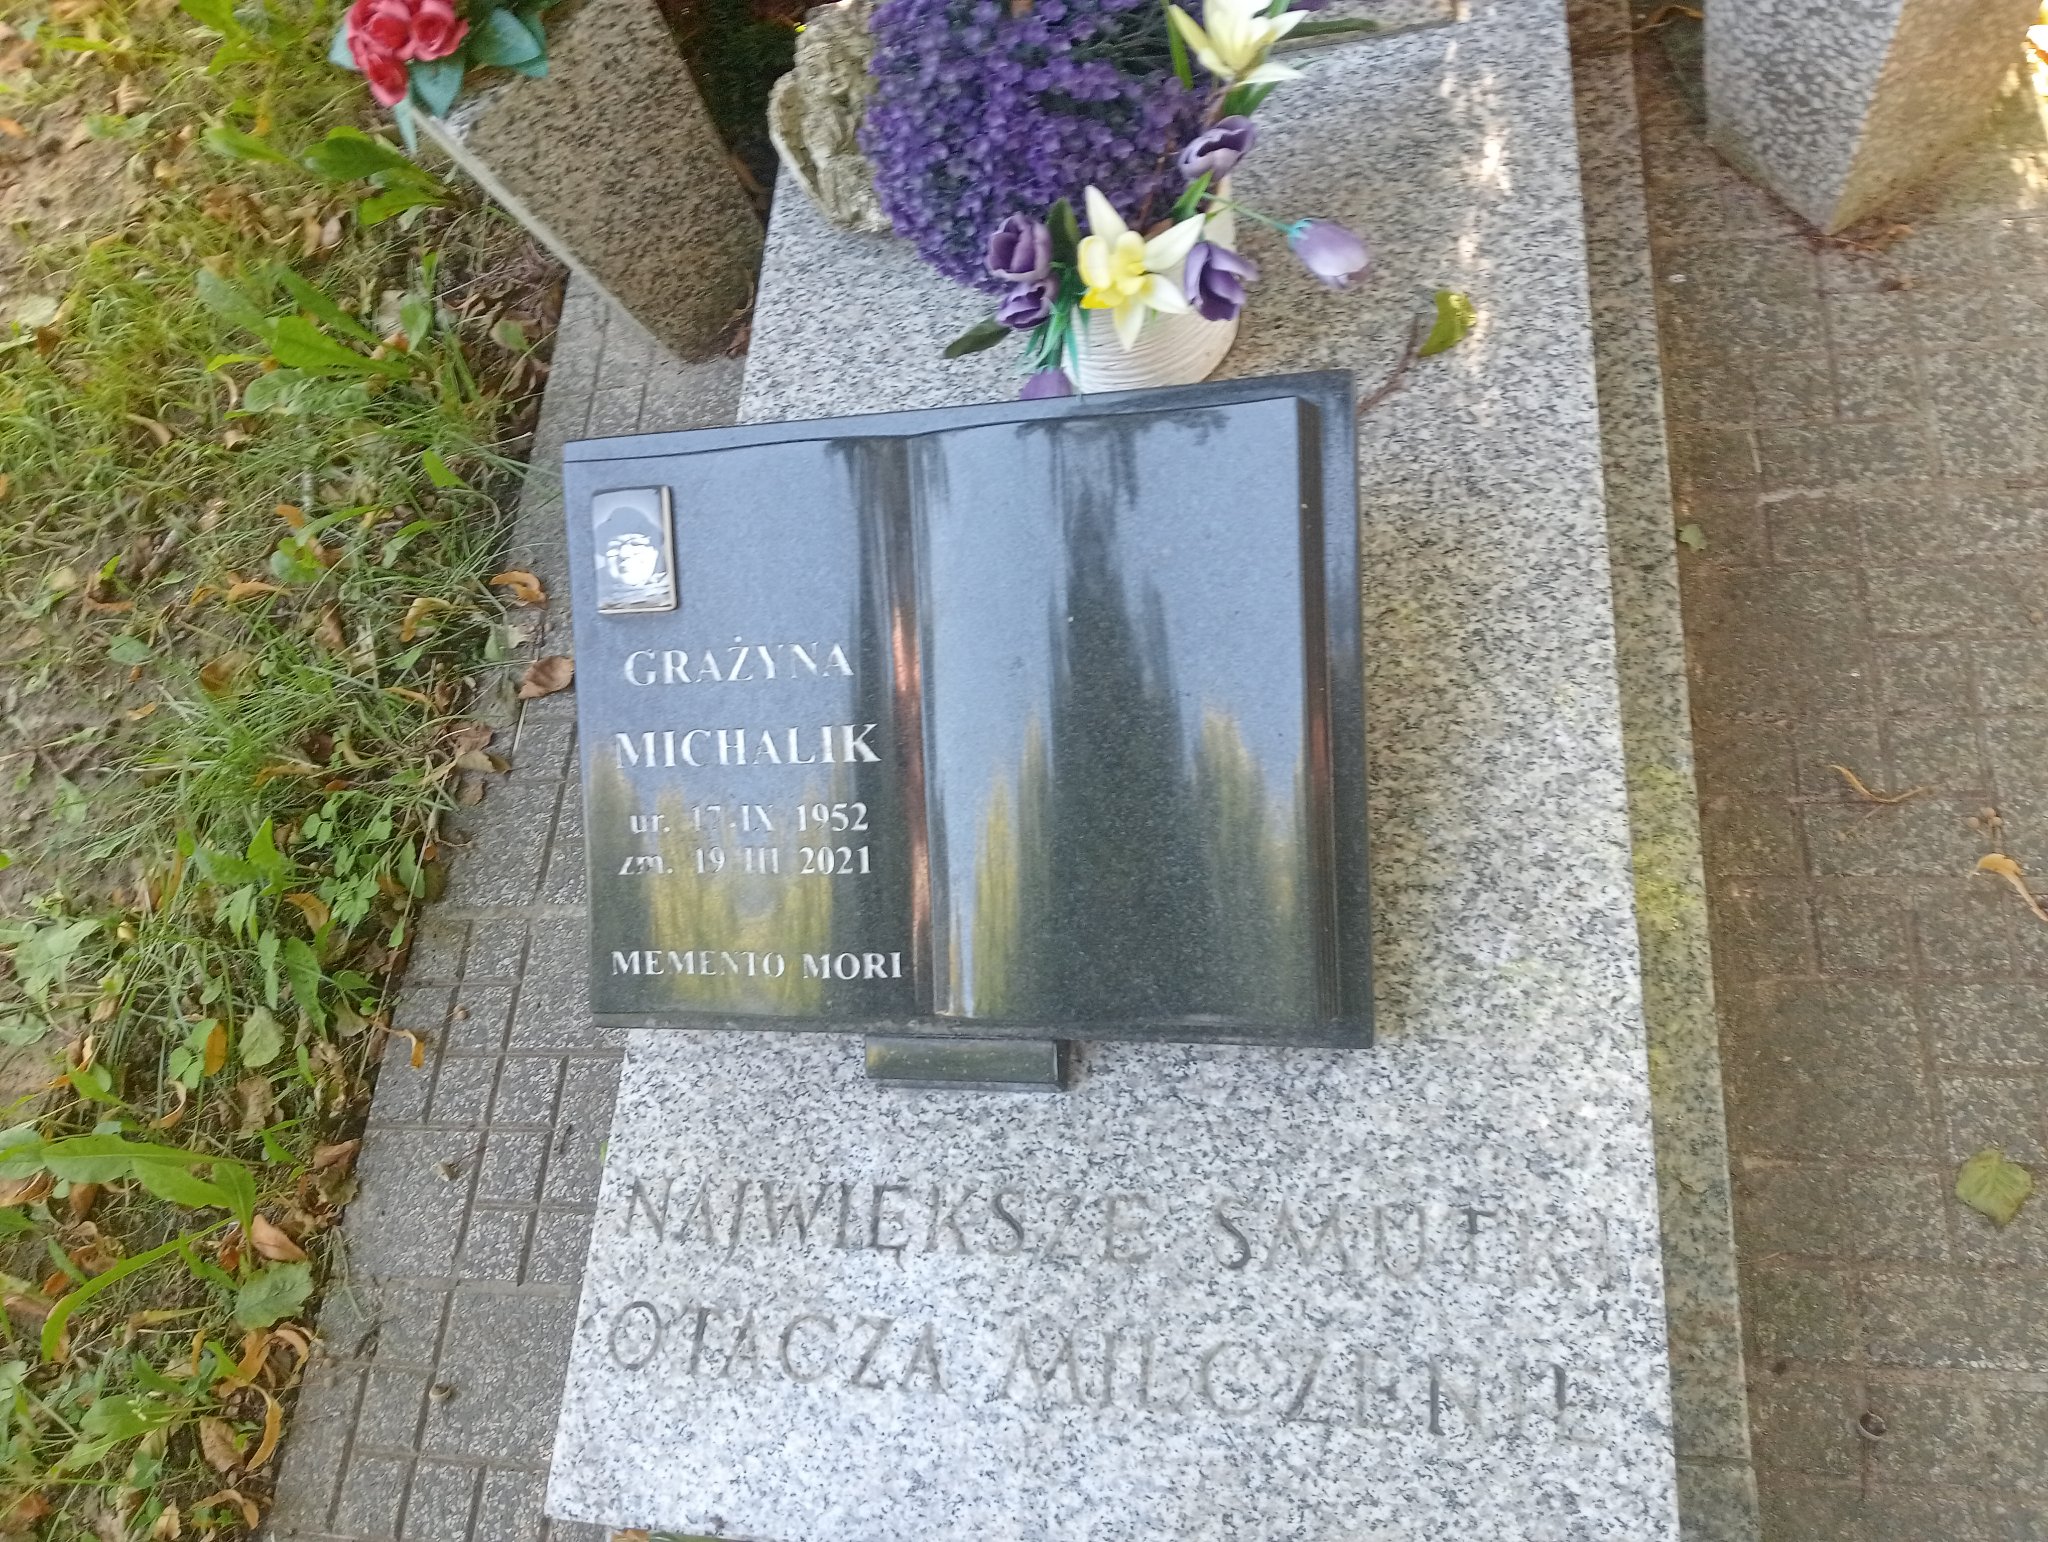 GRAŻYNA
MICHALIK
ur. 17 IX 1952
zm. 19 III 2021
MEMENTO MORI
NAJWIĘKSZE SMUTKI
OTACZA MILCZENIE